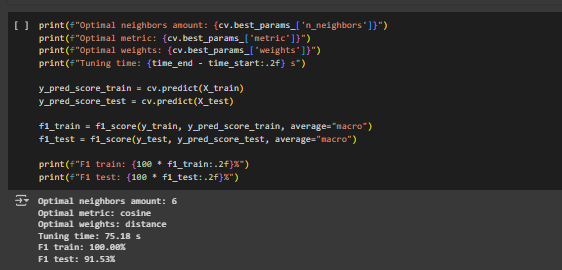 [ ] print(f"Optimal neighbors amount: {cv.best_params_['n_neighbors']}")
print(f"Optimal metric: {cv.best_params_['metric']}")
print(f"Optimal weights: {cv.best_params_['weights']}")
print(f"Tuning time: {time_end - time_start:.2f} s")
y_pred_score_train = cv.predict(X_train)
y_pred_score_test = cv.predict(X_test)
f1_train = f1_score(y_train, y_pred_score_train, average="macro")
f1_test = f1_score(y_test, y_pred_score_test, average="macro")
print(f"F1 train: {100 * f1_train:.2f}%")
print(f"F1 test: {100 * f1_test:.2f}%")
Optimal neighbors amount: 6
Optimal metric: cosine
Optimal weights: distance
Tuning time: 75.18 s
F1 train: 100.00%
F1 test: 91.53%